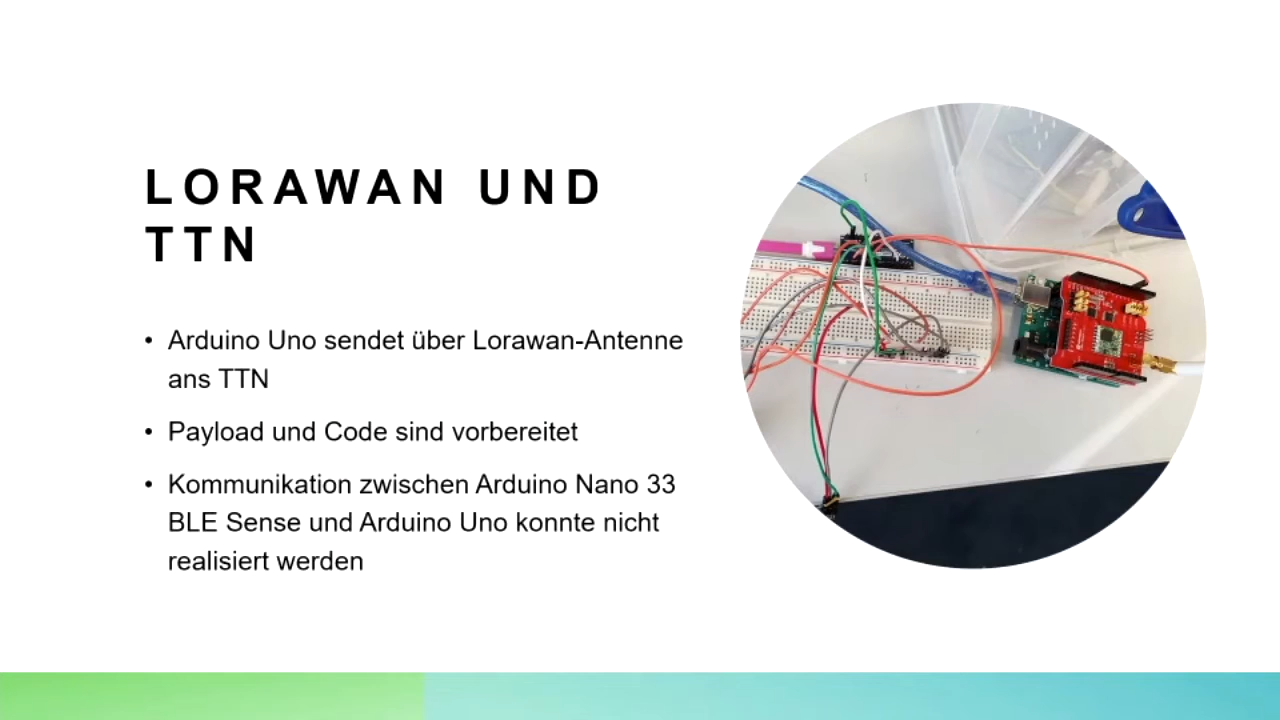 LORAWAN UND
TTN
• Arduino Uno sendet über Lorawan-Antenne
ans TTN
• Payload und Code sind vorbereitet
• Kommunikation zwischen Arduino Nano 33
BLE Sense und Arduino Uno konnte nicht
realisiert werden